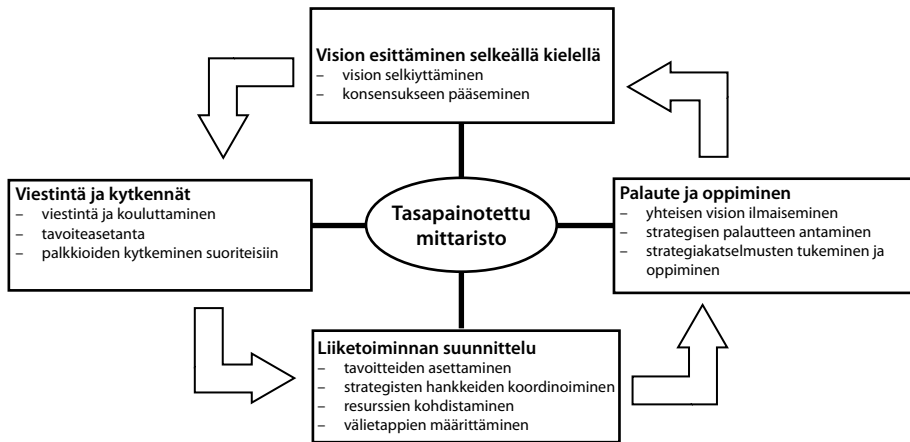 Vision esittäminen selkeällä kielellä
– vision selkiyttäminen
– konsensukseen pääseminen
Viestintä ja kytkennät
– viestintä ja kouluttaminen
– tavoiteasetanta
– palkkioiden kytkeminen suoriteisiin
Tasapainotettu
mittaristo
Palaute ja oppiminen
– yhteisen vision ilmaiseminen
– strategisen palautteen antaminen
– strategiakatselmusten tukeminen ja
oppiminen
Liiketoiminnan suunnittelu
– tavoitteiden asettaminen
– strategisten hankkeiden koordinoiminen
– resurssien kohdistaminen
– välietappien määrittäminen